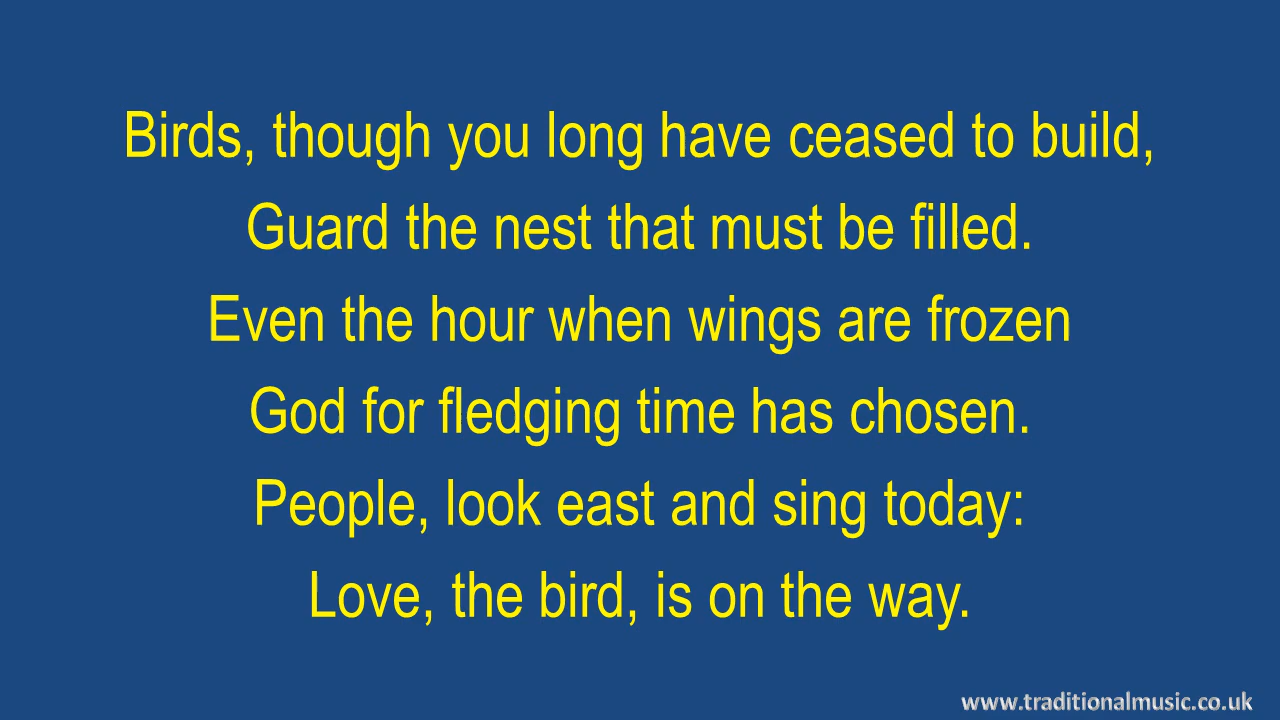 Birds, though you long have ceased to build,
Guard the nest that must be filled.
Even the hour when wings are frozen
God for fledging time has chosen.
People, look east and sing today:
Love, the bird, is on the way.
www.traditionalmusic.co.uk